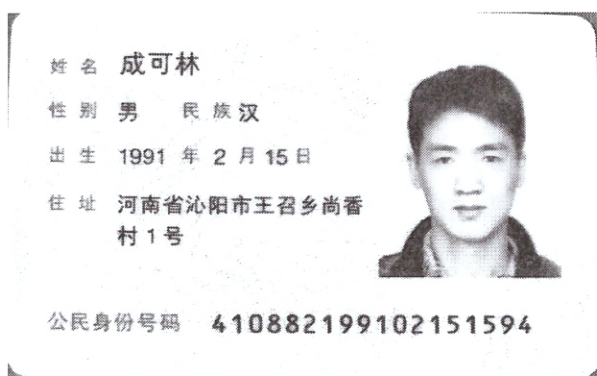 姓名 成可林
性别 男 民族 汉
出生 1991 年 2 月 15 日
住址 河南省沁阳市王召乡尚香
村 1 号
公民身份号码 410882199102151594